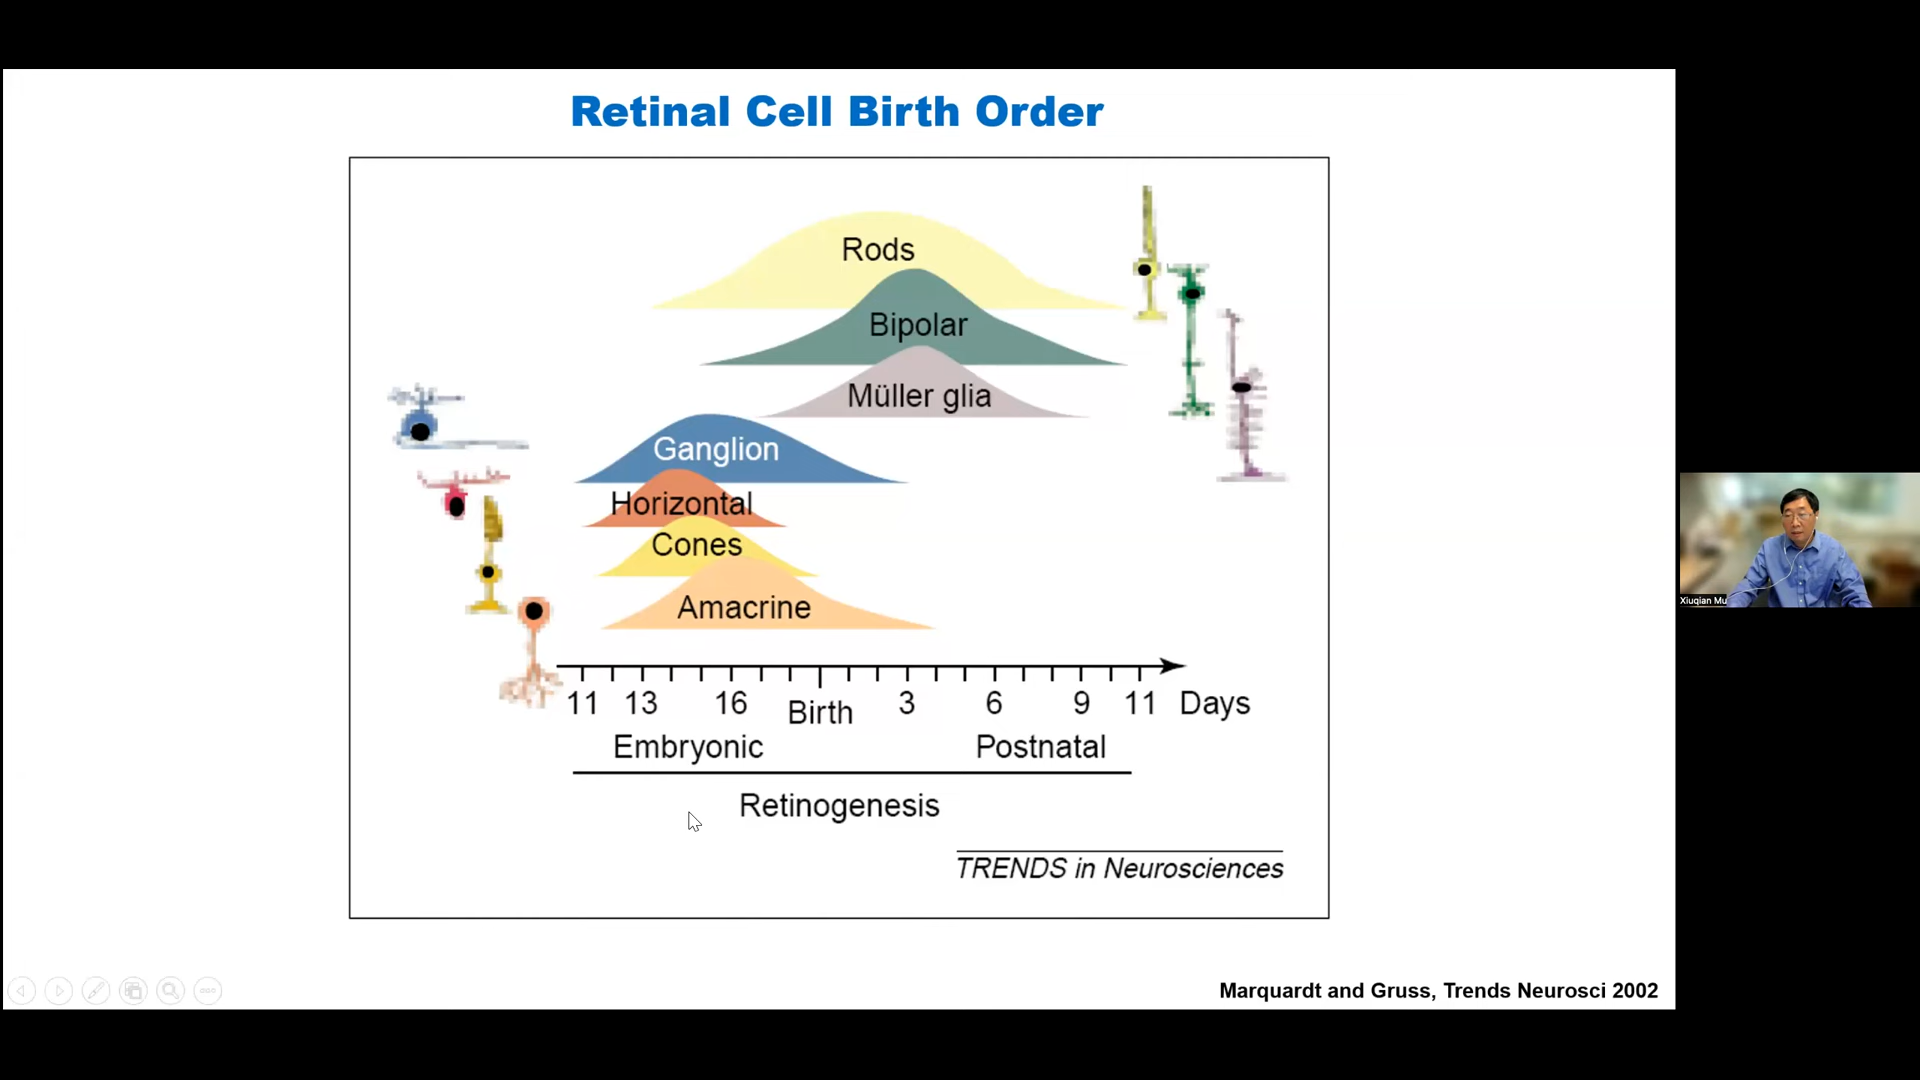 Retinal Cell Birth Order
Rods
Bipolar
Müller glia
Ganglion
Horizontal
Cones
Amacrine
11 13 16 Birth 3 6 9 11 Days
Embryonic Postnatal
Retinogenesis
TRENDS in Neurosciences
Marquardt and Gruss, Trends Neurosci 2002
Xiuqian Mu